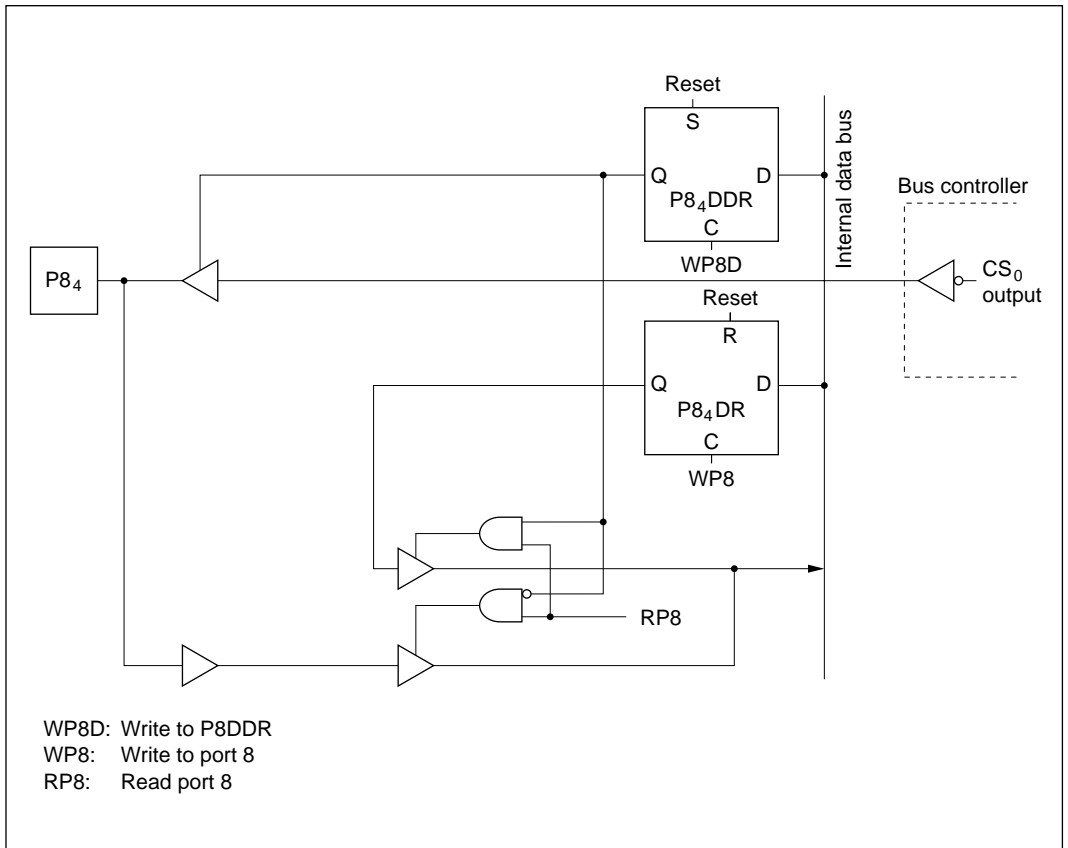 Reset
S
Q D
P8₄DDR
C
WP8D
Internal data bus
Bus controller
CS₀
output
P8₄
Reset
R
Q D
P8₄DR
C
WP8
RP8
WP8D: Write to P8DDR
WP8: Write to port 8
RP8: Read port 8